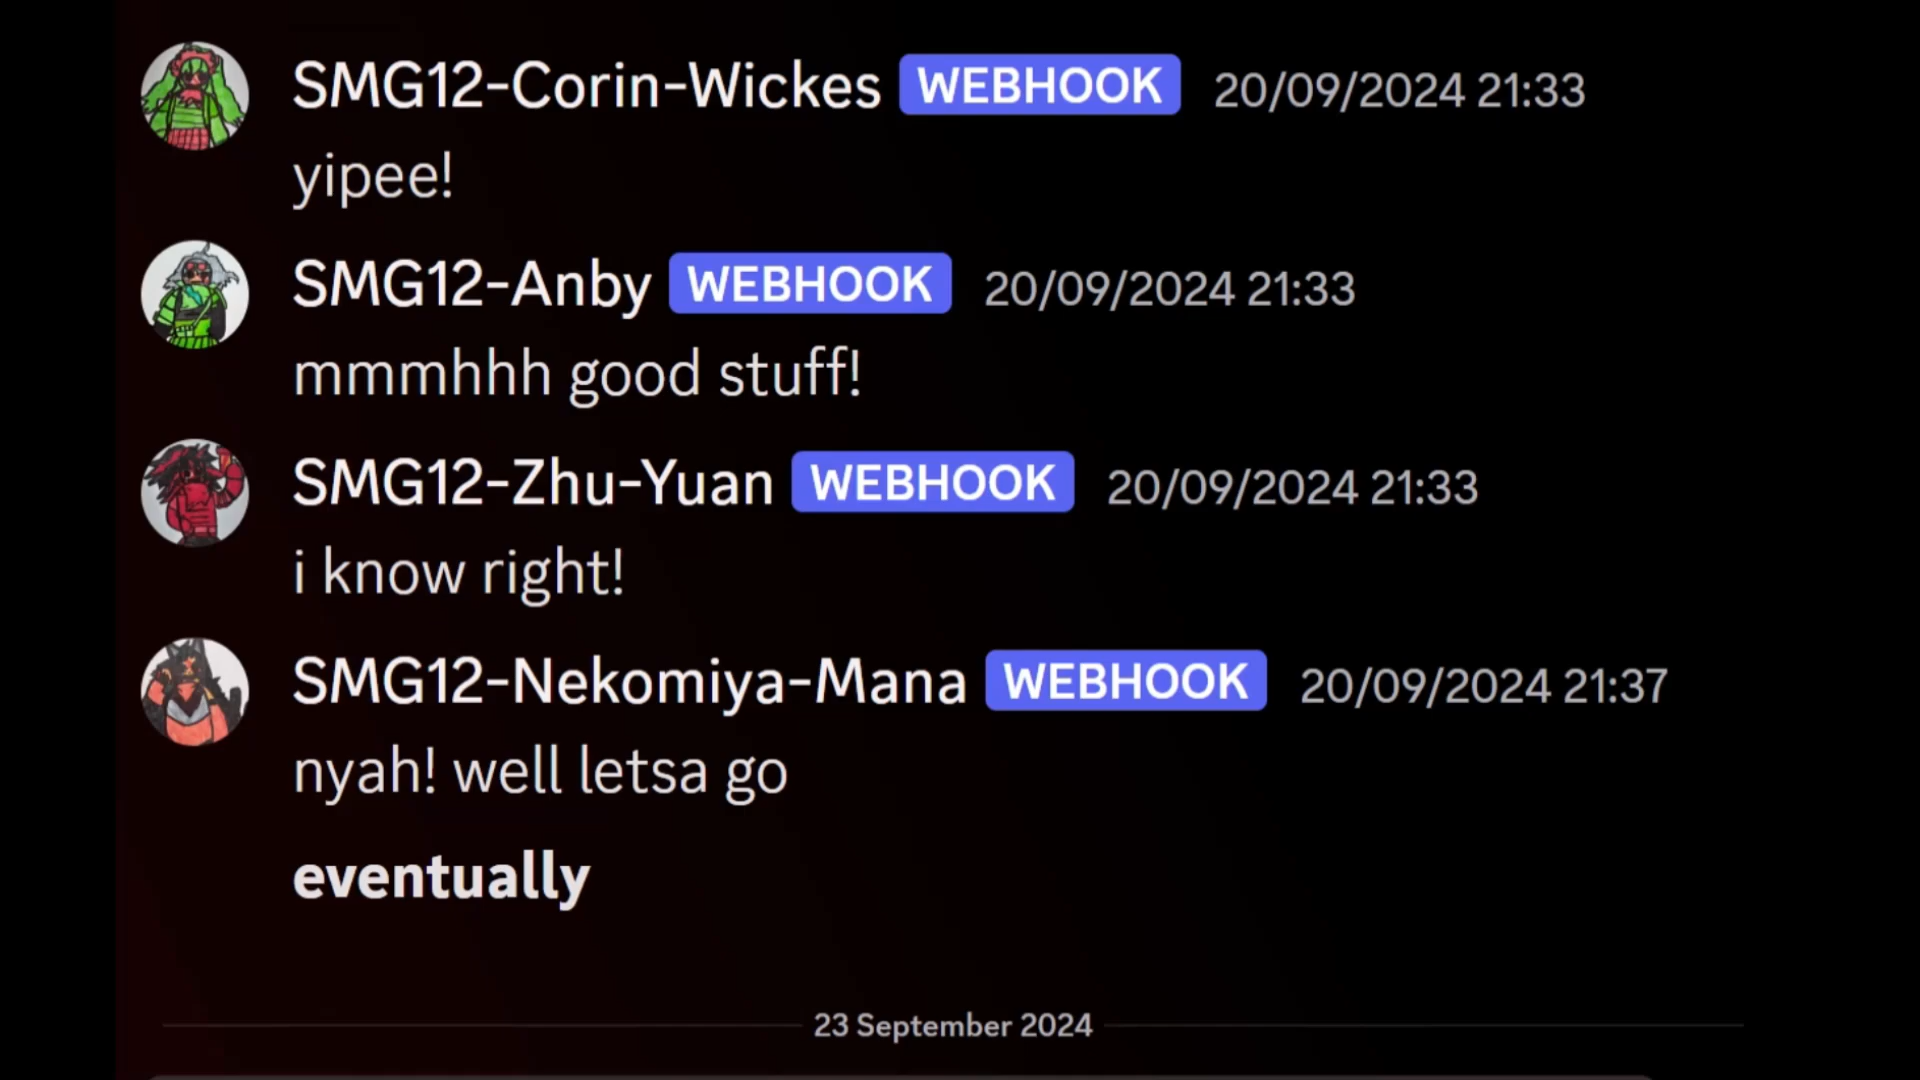 SMG12-Corin-Wickes WEBHOOK 20/09/2024 21:33
yipee!
SMG12-Anby WEBHOOK 20/09/2024 21:33
mmmhhh good stuff!
SMG12-Zhu-Yuan WEBHOOK 20/09/2024 21:33
i know right!
SMG12-Nekomiya-Mana WEBHOOK 20/09/2024 21:37
nyah! well letsa go
eventually
23 September 2024